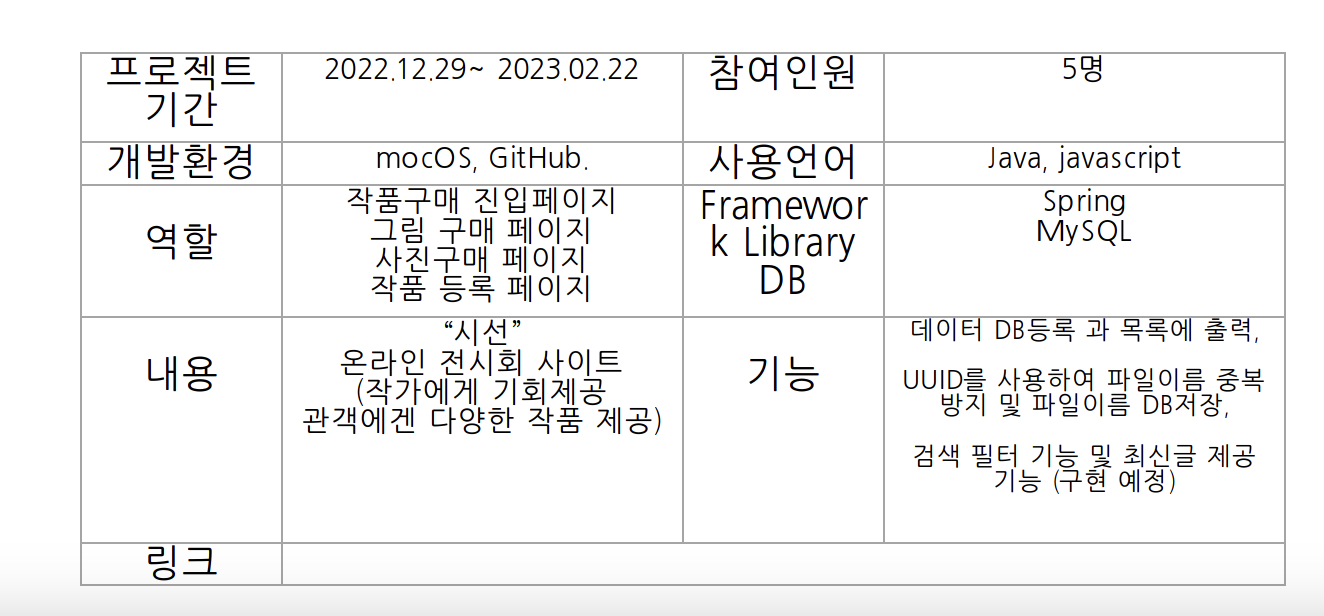 프로젝트
기간
2022.12.29~ 2023.02.22
참여인원
5명
개발환경
mocOS, GitHub.
사용언어
Java, javascript
역할
작품구매 진입페이지
그림 구매 페이지
사진구매 페이지
작품 등록 페이지
Framewor
k Library
DB
Spring
MySQL
내용
“시선”
온라인 전시회 사이트
(작가에게 기회제공
관객에겐 다양한 작품 제공)
기능
데이터 DB등록 과 목록에 출력,
UUID를 사용하여 파일이름 중복
방지 및 파일이름 DB저장,
검색 필터 기능 및 최신글 제공
기능 (구현 예정)
링크